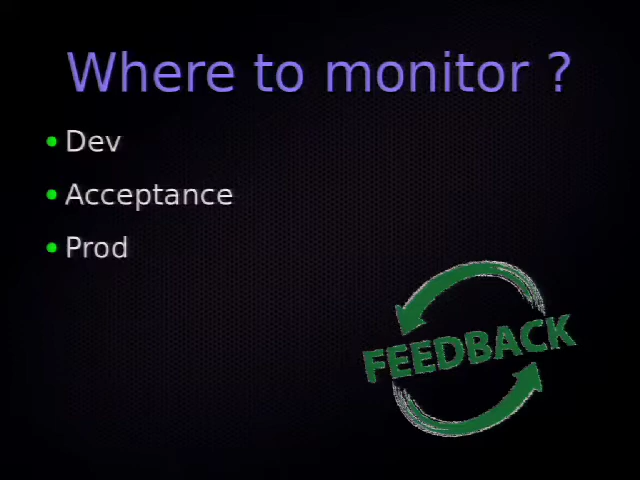 Where to monitor ?
Dev
Acceptance
Prod
FEEDBACK